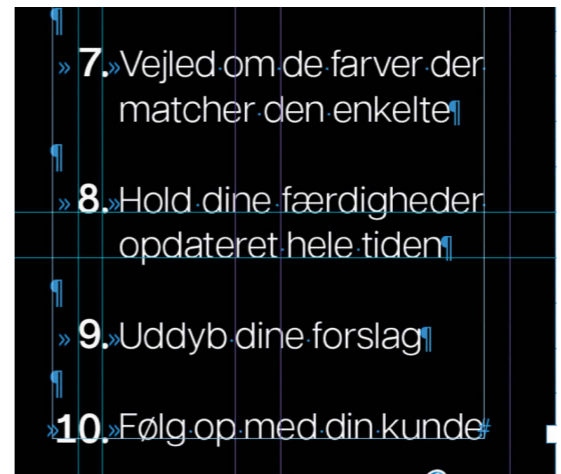 7. Vejled om de farver der
matcher den enkelte
8. Hold dine færdigheder
opdateret hele tiden
9. Uddyb dine forslag
10. Følg op med din kunde